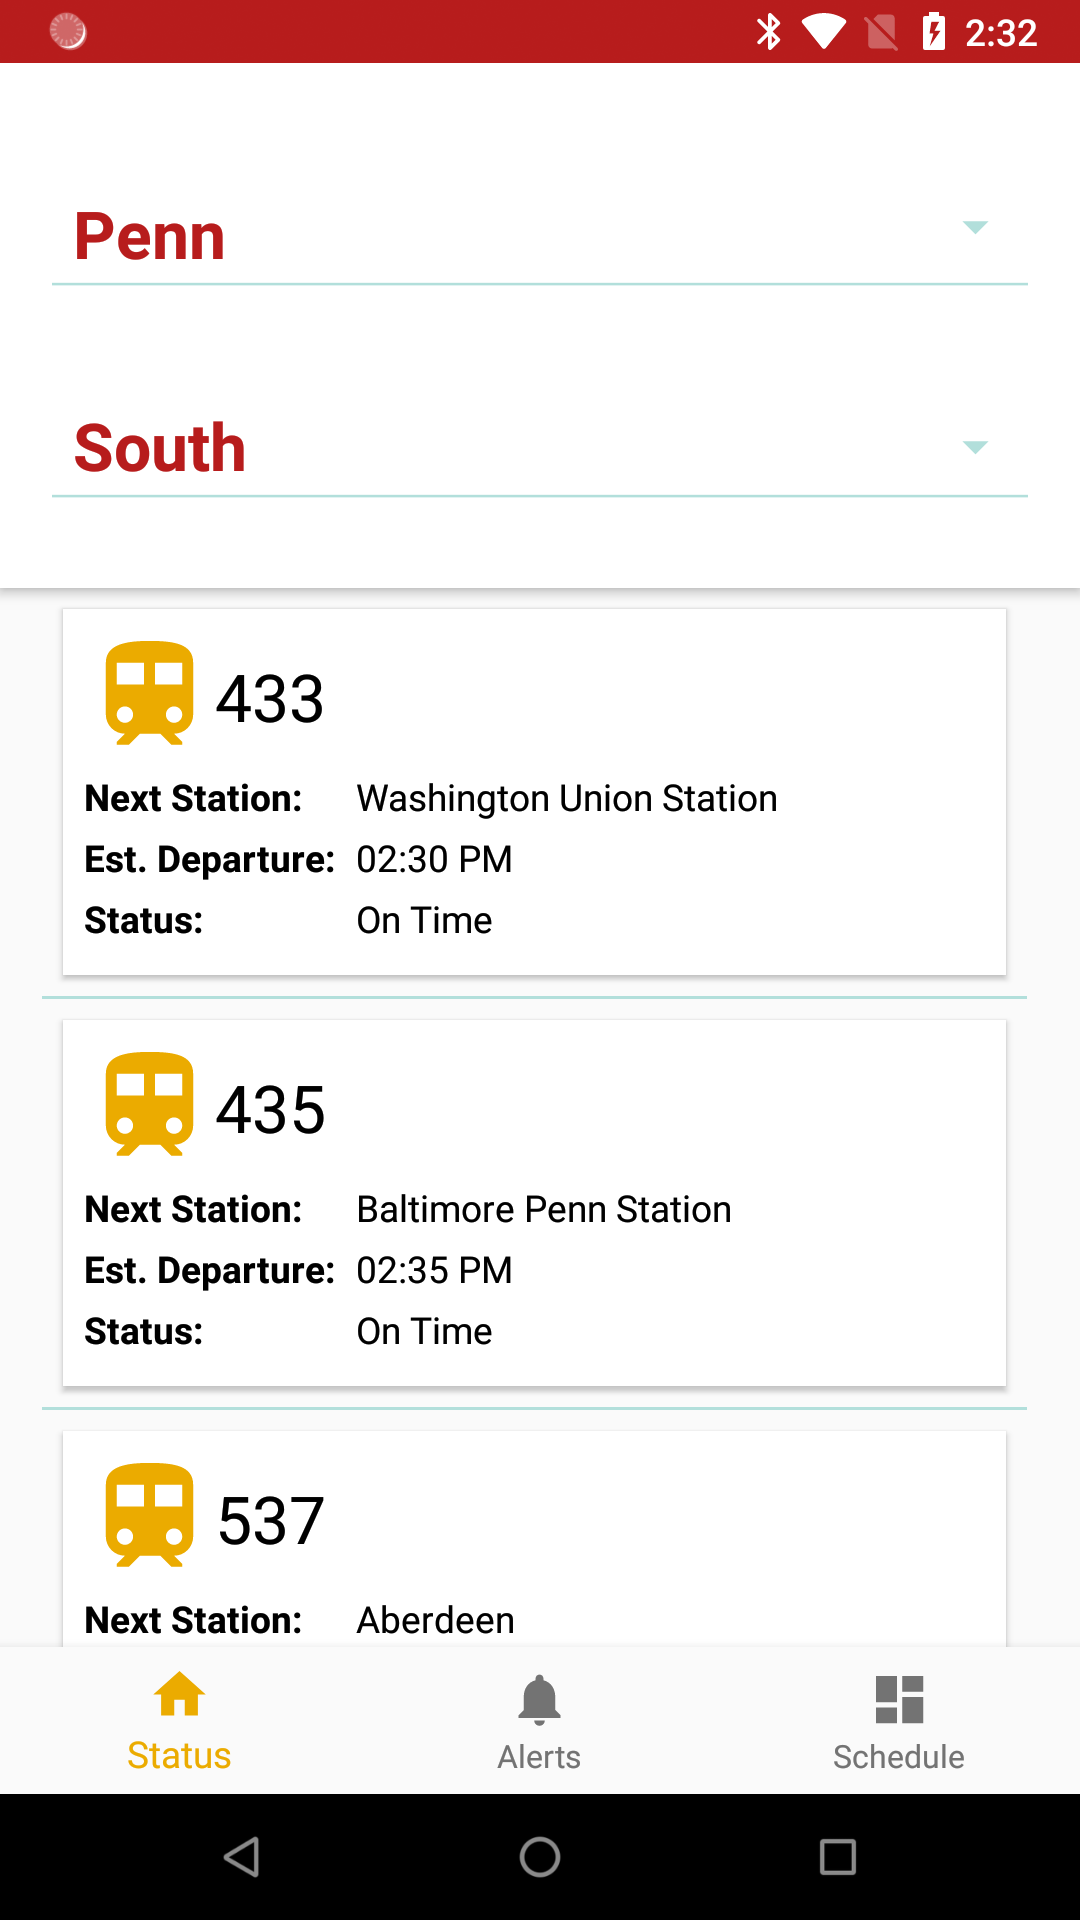 2:32
Penn
South
433
Next Station: Washington Union Station
Est. Departure: 02:30 PM
Status: On Time
435
Next Station: Baltimore Penn Station
Est. Departure: 02:35 PM
Status: On Time
537
Next Station: Aberdeen
Status Alerts Schedule